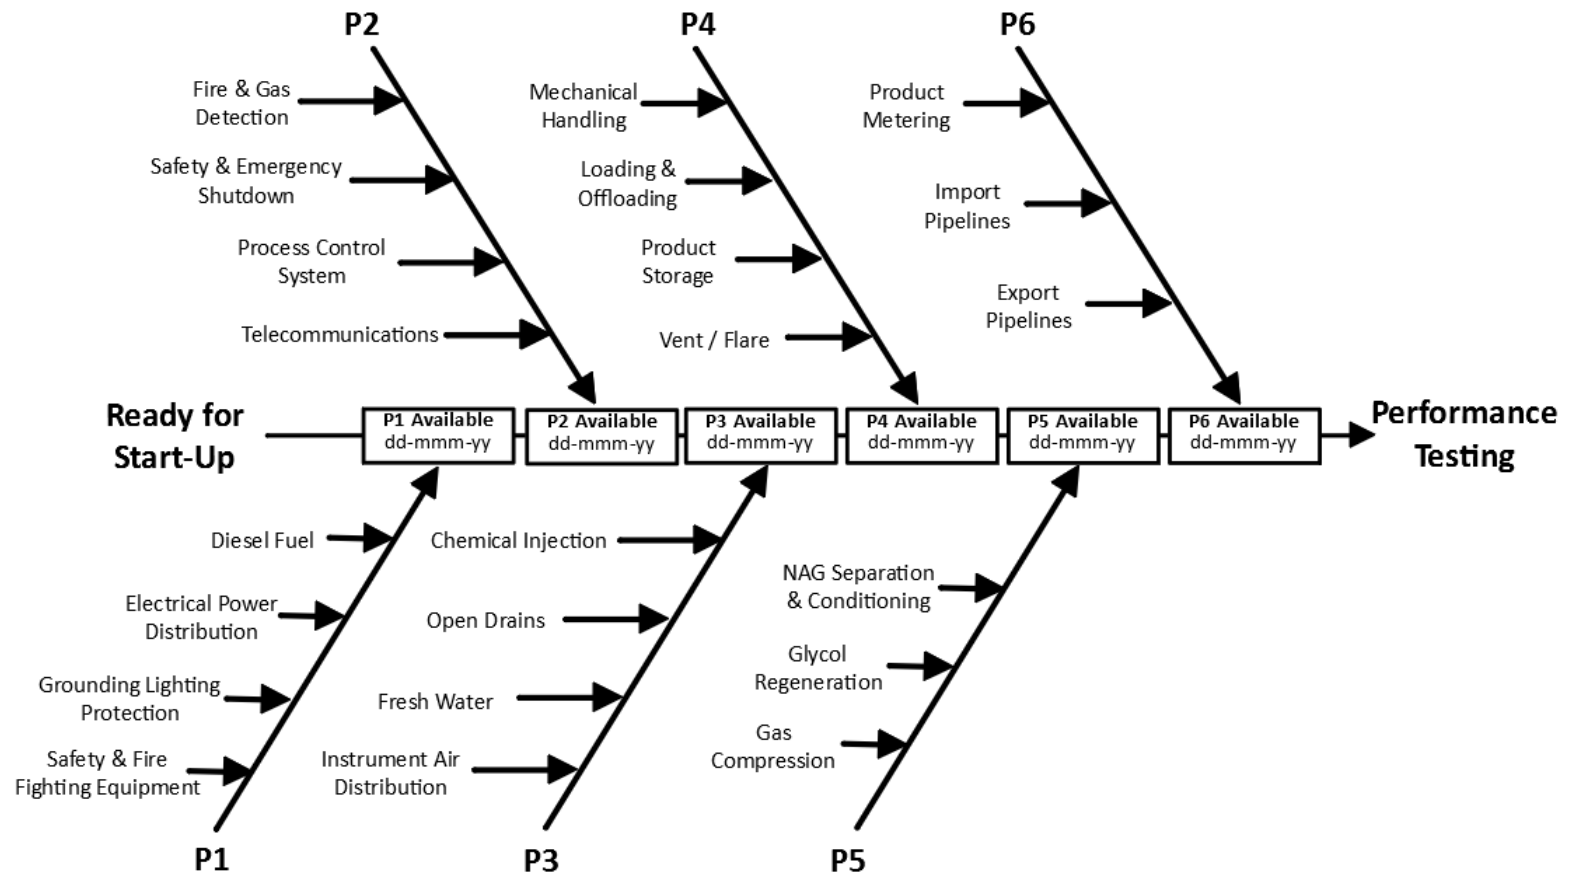 P2
P4
P6
Fire & Gas
Detection
Safety & Emergency
Shutdown
Process Control
System
Telecommunications
Mechanical
Handling
Loading &
Offloading
Product
Storage
Vent / Flare
Product
Metering
Import
Pipelines
Export
Pipelines
Ready for
Start-Up
P1 Available
dd-mmm-yy
P2 Available
dd-mmm-yy
P3 Available
dd-mmm-yy
P4 Available
dd-mmm-yy
P5 Available
dd-mmm-yy
P6 Available
dd-mmm-yy
Performance
Testing
Diesel Fuel
Electrical Power
Distribution
Grounding Lighting
Protection
Safety & Fire
Fighting Equipment
Chemical Injection
Open Drains
Fresh Water
Instrument Air
Distribution
NAG Separation
& Conditioning
Glycol
Regeneration
Gas
Compression
P1
P3
P5